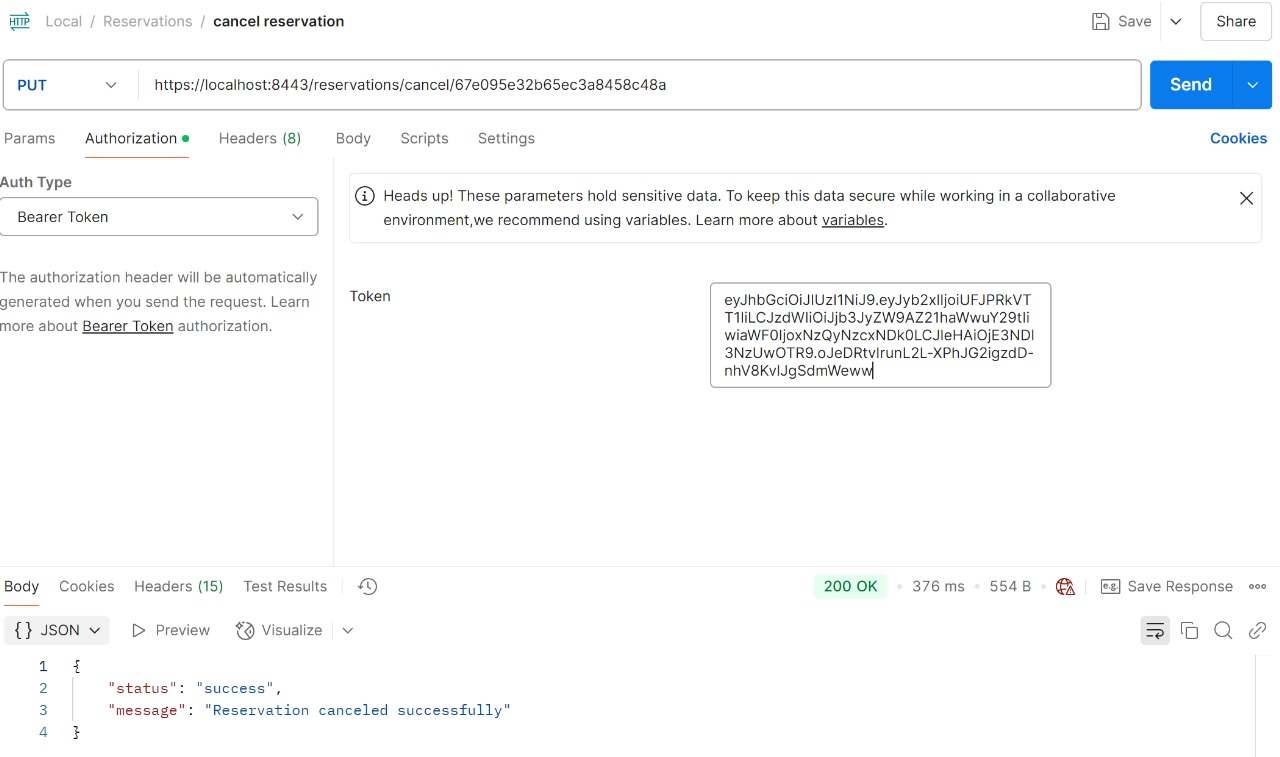 HTTP Local / Reservations / cancel reservation Save Share
PUT https://localhost:8443/reservations/cancel/67e095e32b65ec3a8458c48a Send
Params Authorization Headers (8) Body Scripts Settings Cookies
Auth Type
Bearer Token
The authorization header will be automatically
generated when you send the request. Learn
more about Bearer Token authorization.
Heads up! These parameters hold sensitive data. To keep this data secure while working in a collaborative
environment,we recommend using variables. Learn more about variables.
Token
Body Cookies Headers (15) Test Results 200 OK • 376 ms • 554 B • e.g. Save Response
{} JSON Preview Visualize
1 {
2 "status": "success",
3 "message": "Reservation canceled successfully"
4 }